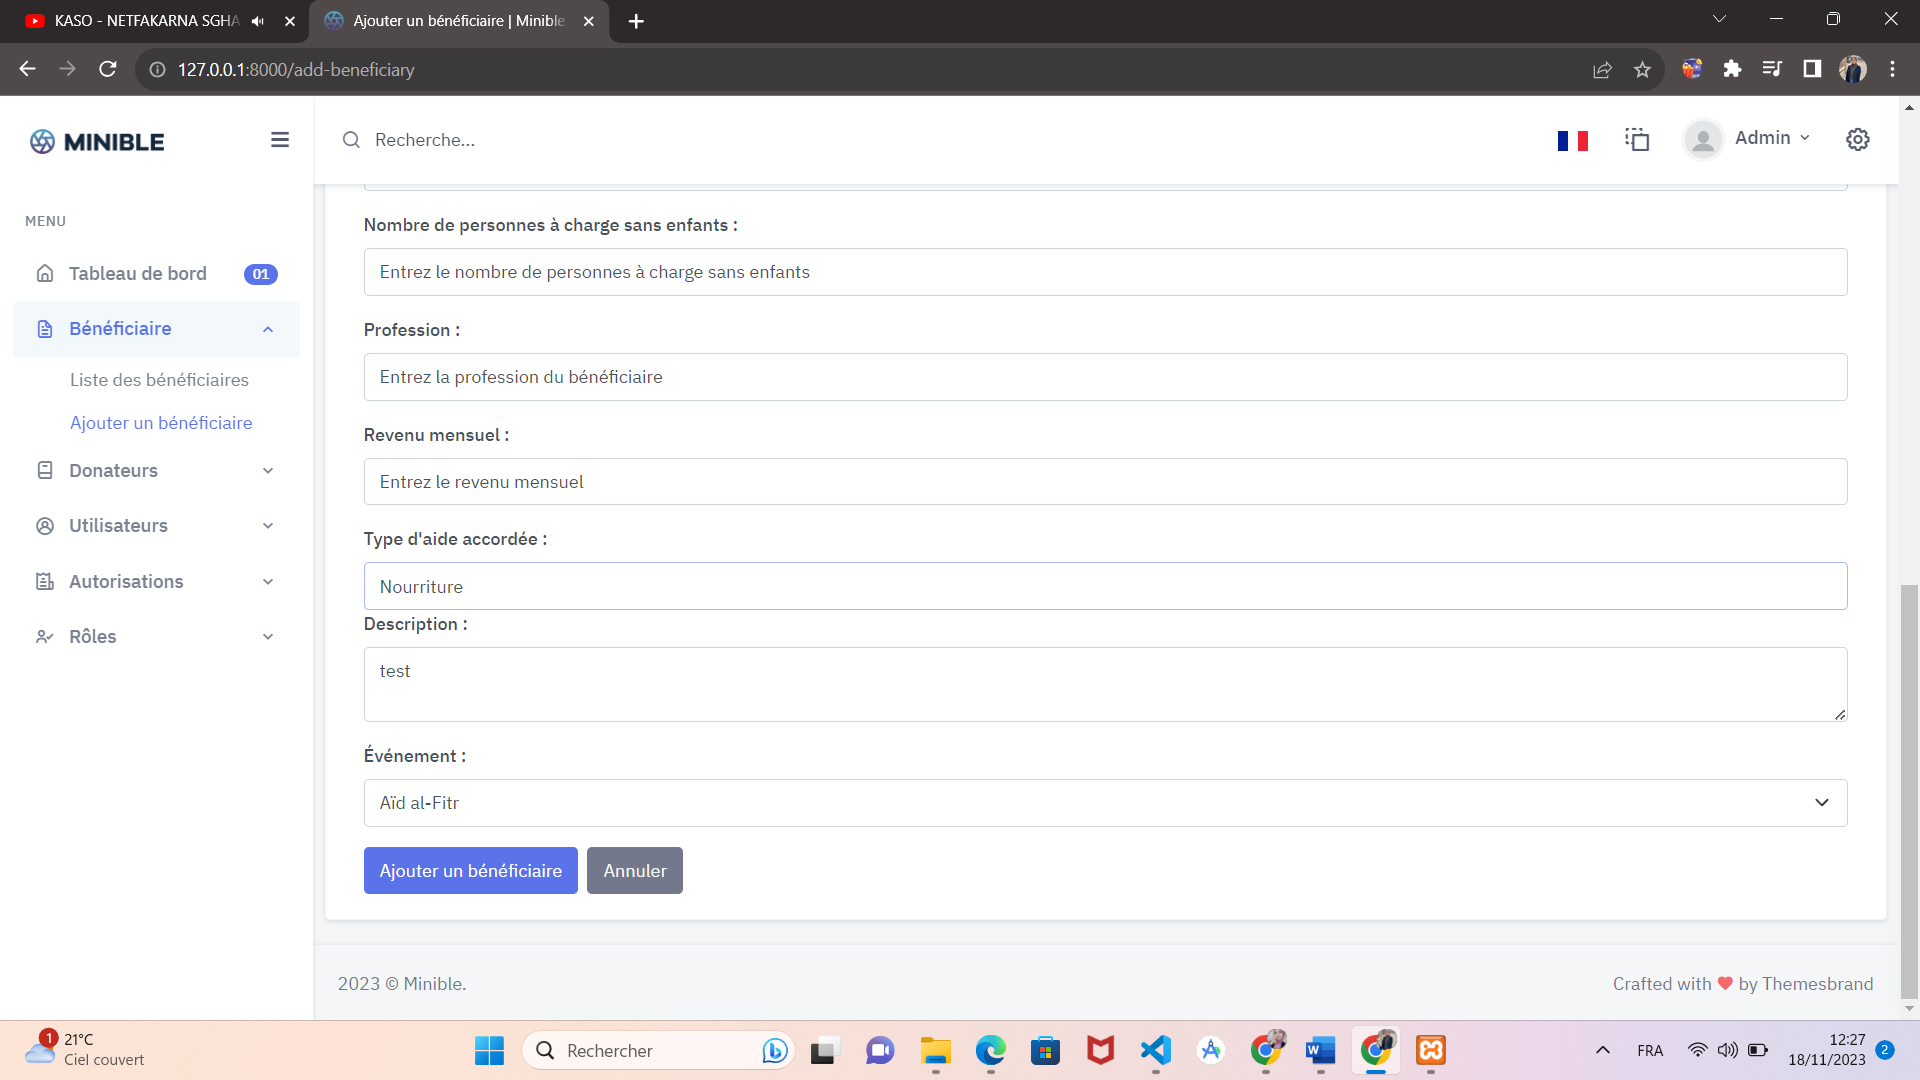 KASO - NETFAKARNA SGHA
Ajouter un bénéficiaire | Minible
127.0.0.1:8000/add-beneficiary
MINIBLE
Recherche...
Admin
MENU
Tableau de bord 01
Bénéficiaire
Liste des bénéficiaires
Ajouter un bénéficiaire
Donateurs
Utilisateurs
Autorisations
Rôles
Nombre de personnes à charge sans enfants :
Entrez le nombre de personnes à charge sans enfants
Profession :
Entrez la profession du bénéficiaire
Revenu mensuel :
Entrez le revenu mensuel
Type d'aide accordée :
Nourriture
Description :
test
Événement :
Aïd al-Fitr
Ajouter un bénéficiaire Annuler
2023 © Minible.
Crafted with ❤ by Themesbrand
1
21°C
Ciel couvert
Rechercher
W
FRA
12:27
18/11/2023
2